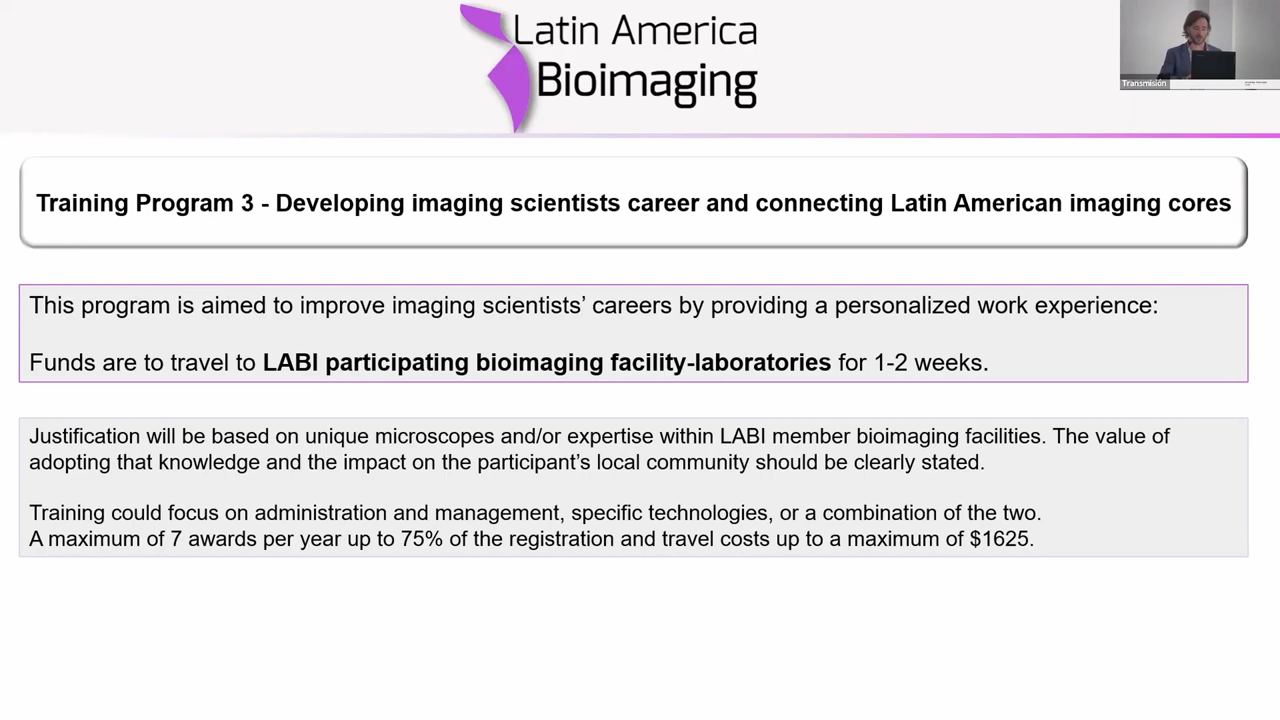 Latin America
Bioimaging
Transmisión
Training Program 3 - Developing imaging scientists career and connecting Latin American imaging cores
This program is aimed to improve imaging scientists’ careers by providing a personalized work experience:
Funds are to travel to LABI participating bioimaging facility-laboratories for 1-2 weeks.
Justification will be based on unique microscopes and/or expertise within LABI member bioimaging facilities. The value of
adopting that knowledge and the impact on the participant’s local community should be clearly stated.
Training could focus on administration and management, specific technologies, or a combination of the two.
A maximum of 7 awards per year up to 75% of the registration and travel costs up to a maximum of $1625.